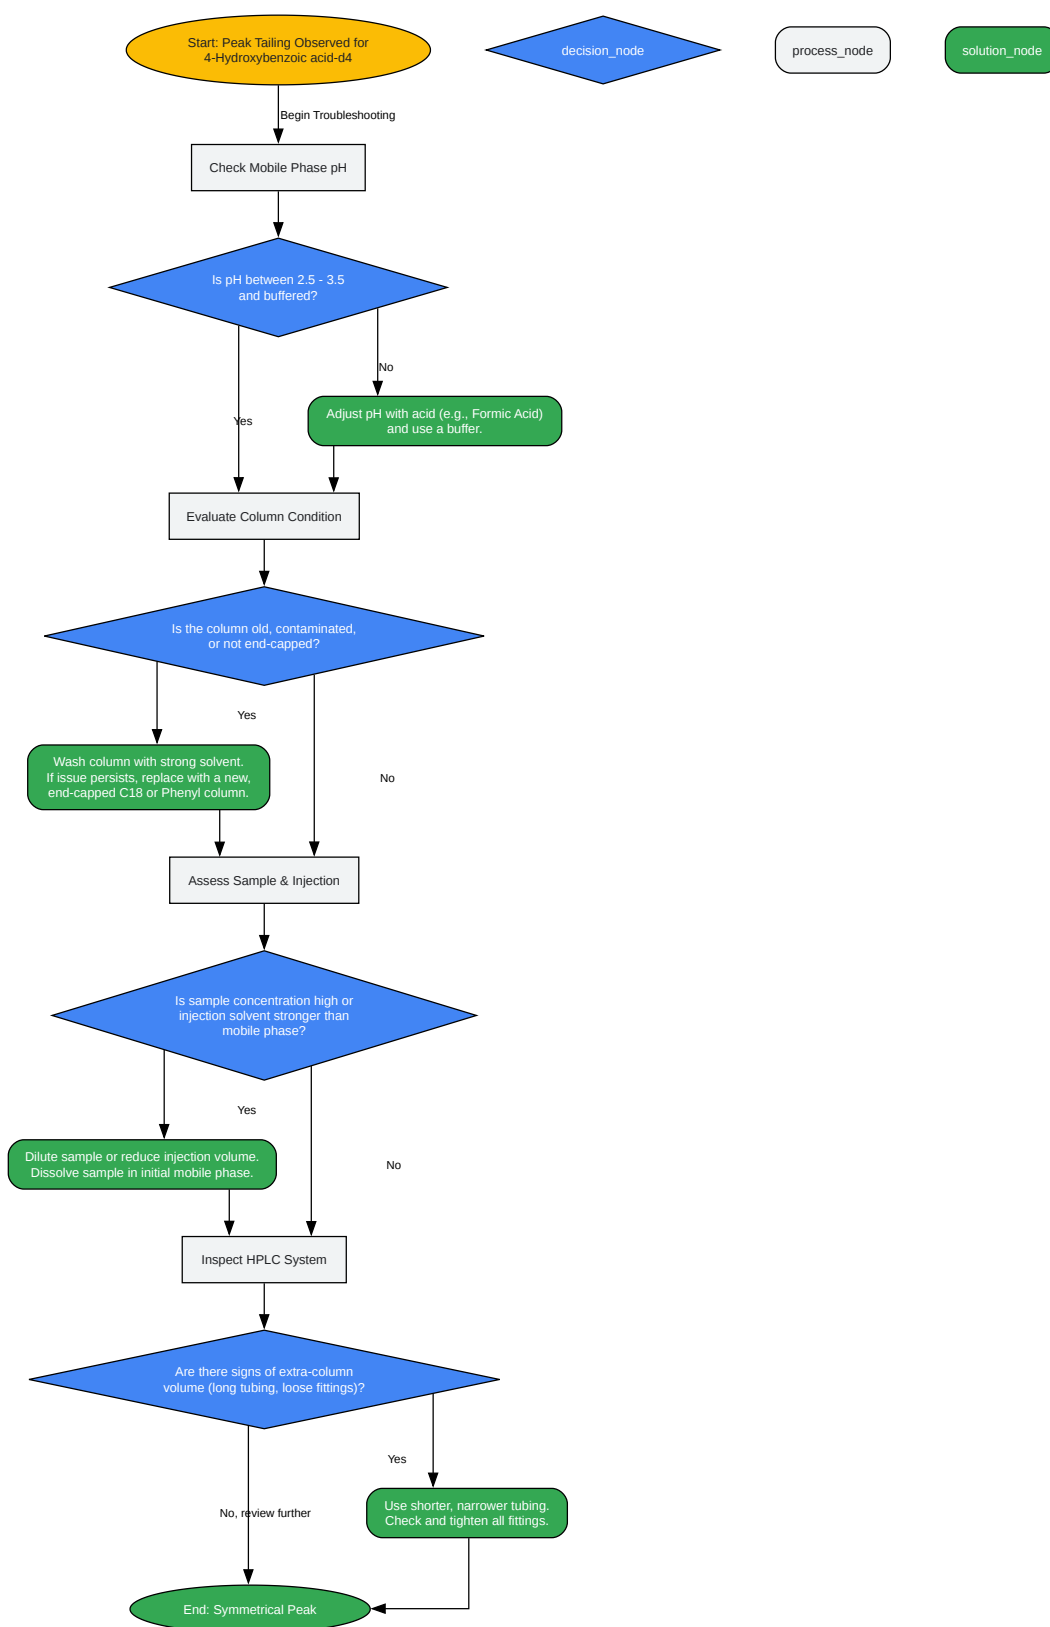 Start: Peak Tailing Observed for
4-Hydroxybenzoic acid-d4
decision_node
process_node
solution_node
Begin Troubleshooting
Check Mobile Phase pH
Is pH between 2.5 - 3.5
and buffered?
No
Adjust pH with acid (e.g., Formic Acid)
and use a buffer.
Yes
Evaluate Column Condition
Is the column old, contaminated,
or not end-capped?
Yes
Wash column with strong solvent.
If issue persists, replace with a new,
end-capped C18 or Phenyl column.
No
Assess Sample & Injection
Is sample concentration high or
injection solvent stronger than
mobile phase?
Yes
Dilute sample or reduce injection volume.
Dissolve sample in initial mobile phase.
No
Inspect HPLC System
Are there signs of extra-column
volume (long tubing, loose fittings)?
Yes
Use shorter, narrower tubing.
Check and tighten all fittings.
No, review further
End: Symmetrical Peak